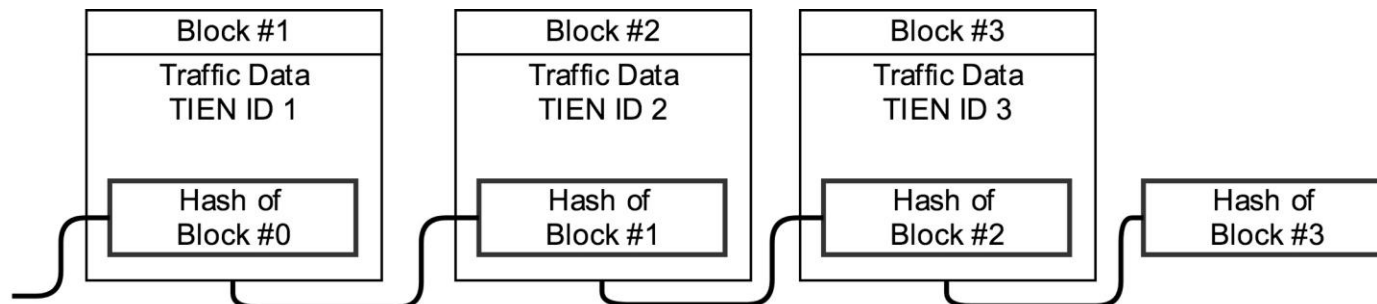 Block #1
Traffic Data
TIEN ID 1
Hash of
Block #0
Block #2
Traffic Data
TIEN ID 2
Hash of
Block #1
Block #3
Traffic Data
TIEN ID 3
Hash of
Block #2
Hash of
Block #3